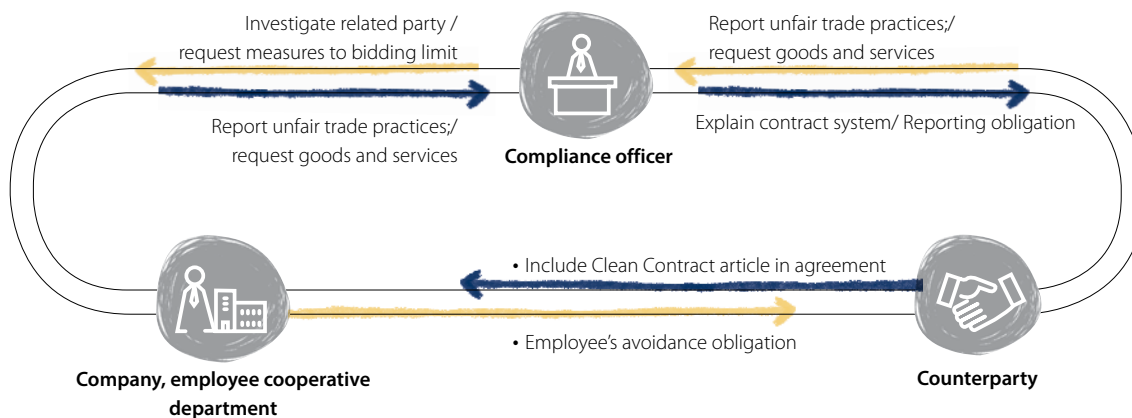 Investigate related party /
request measures to bidding limit
Report unfair trade practices;/
request goods and services
Report unfair trade practices;/
request goods and services
Explain contract system/ Reporting obligation
Compliance officer
• Include Clean Contract article in agreement
• Employee’s avoidance obligation
Company, employee cooperative
department
Counterparty